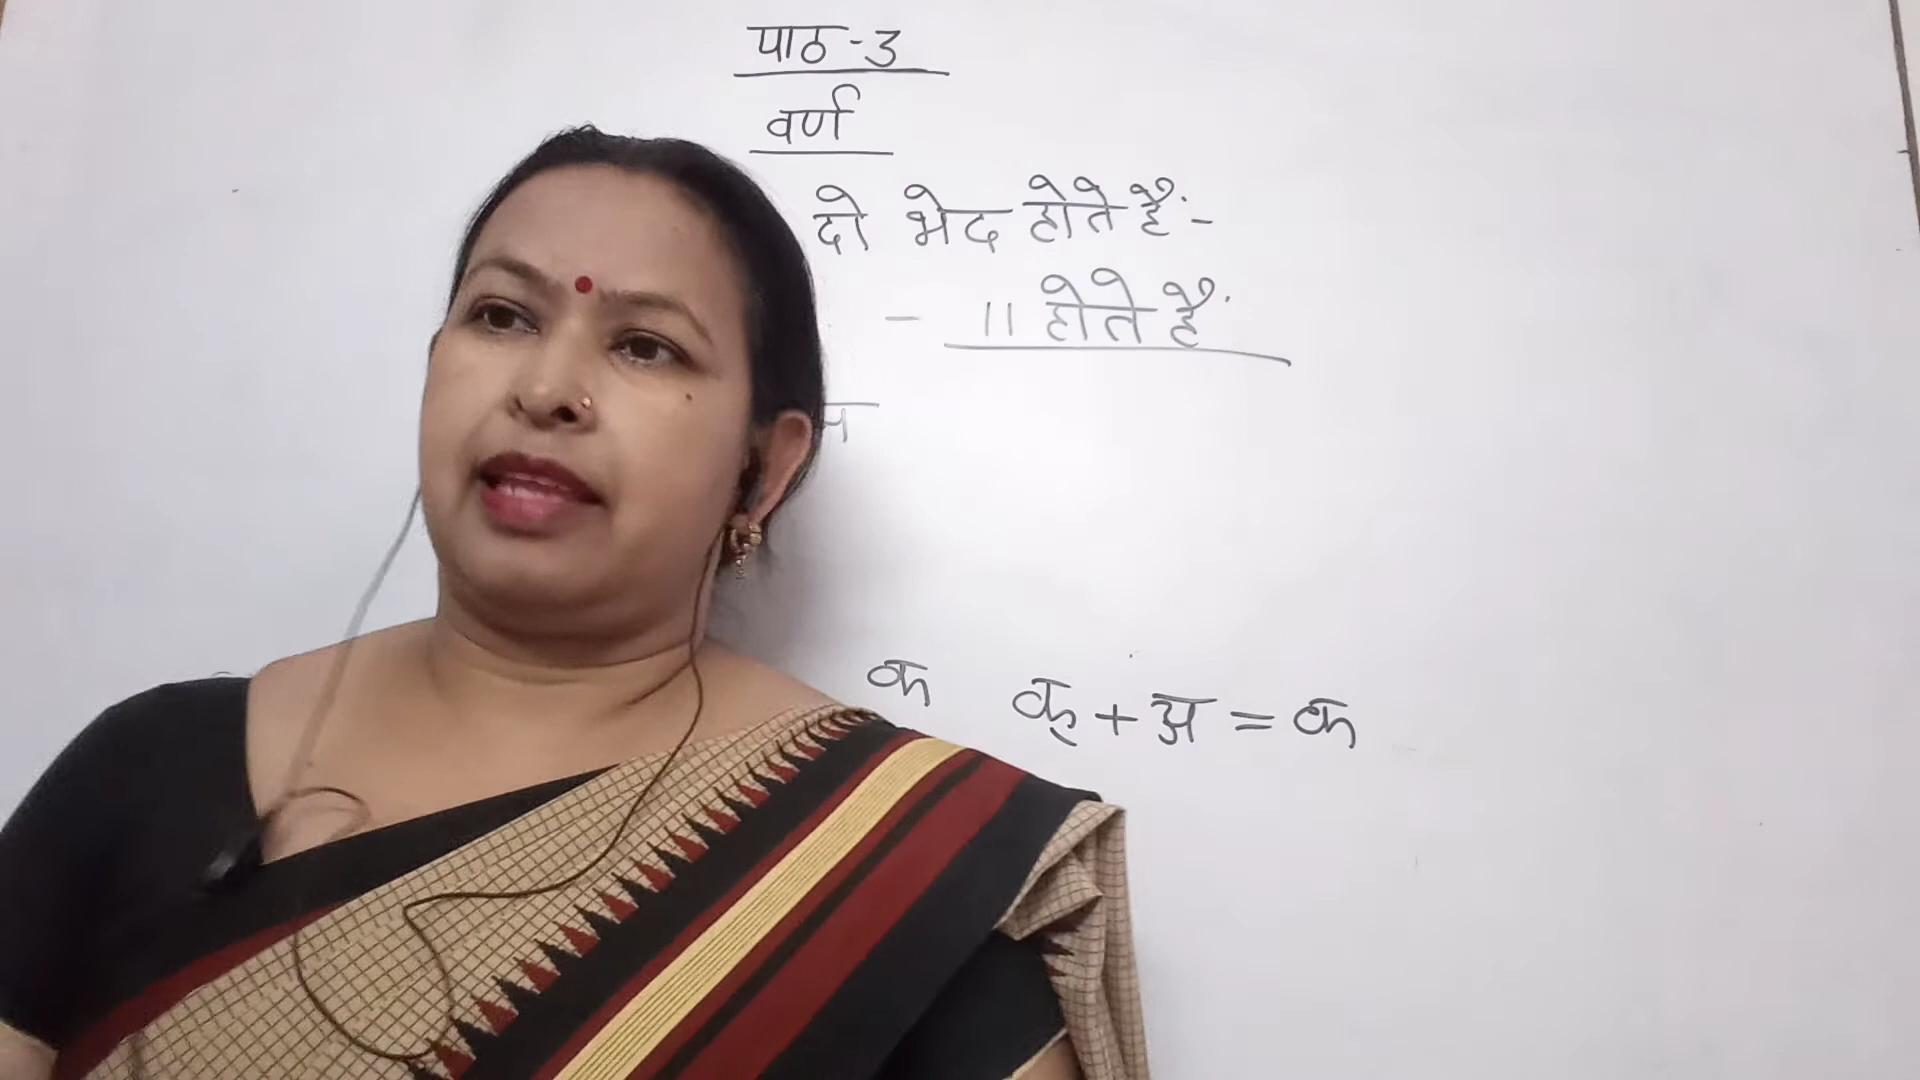 पाठ-3
वर्ण
दो भेद होते हैं:-
- 11 होते हैं
क क् + अ = क